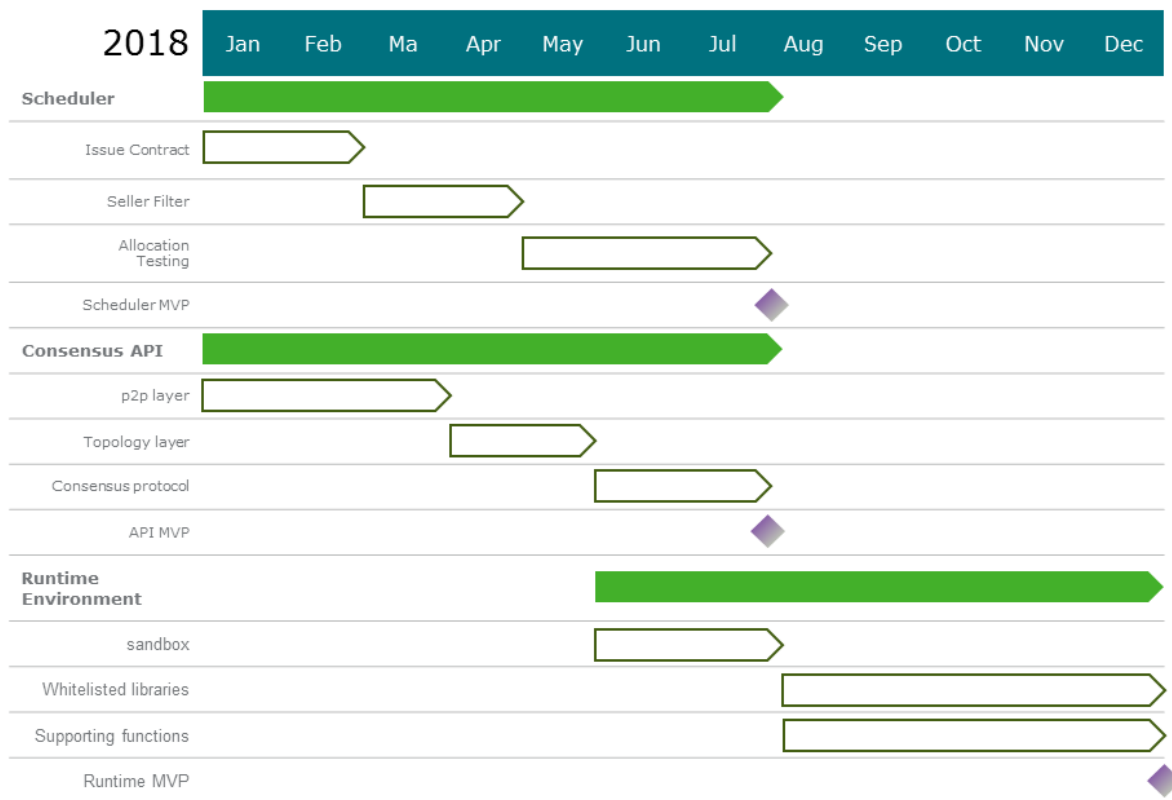 2018 Jan Feb Ma Apr May Jun Jul Aug Sep Oct Nov Dec
Scheduler
Issue Contract
Seller Filter
Allocation
Testing
Scheduler MVP
Consensus API
p2p layer
Topology layer
Consensus protocol
API MVP
Runtime
Environment
sandbox
Whitelisted libraries
Supporting functions
Runtime MVP